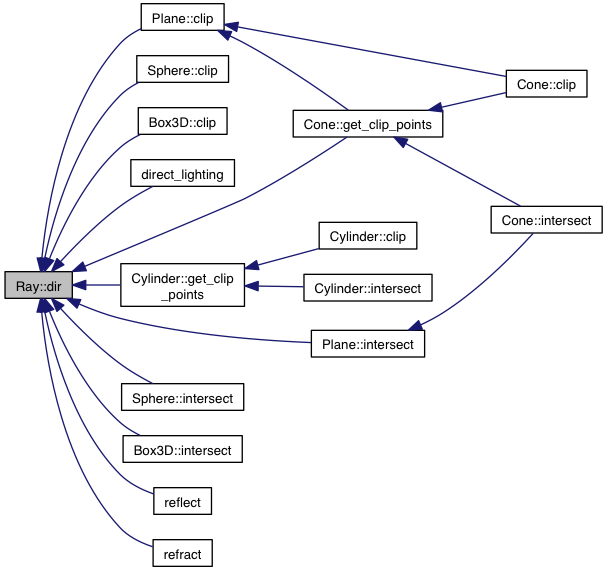 Plane::clip
Sphere::clip
Cone::clip
Box3D::clip
Cone::get_clip_points
direct_lighting
Cone::intersect
Cylinder::clip
Ray::dir
Cylinder::get_clip
_points
Cylinder::intersect
Plane::intersect
Sphere::intersect
Box3D::intersect
reflect
refract